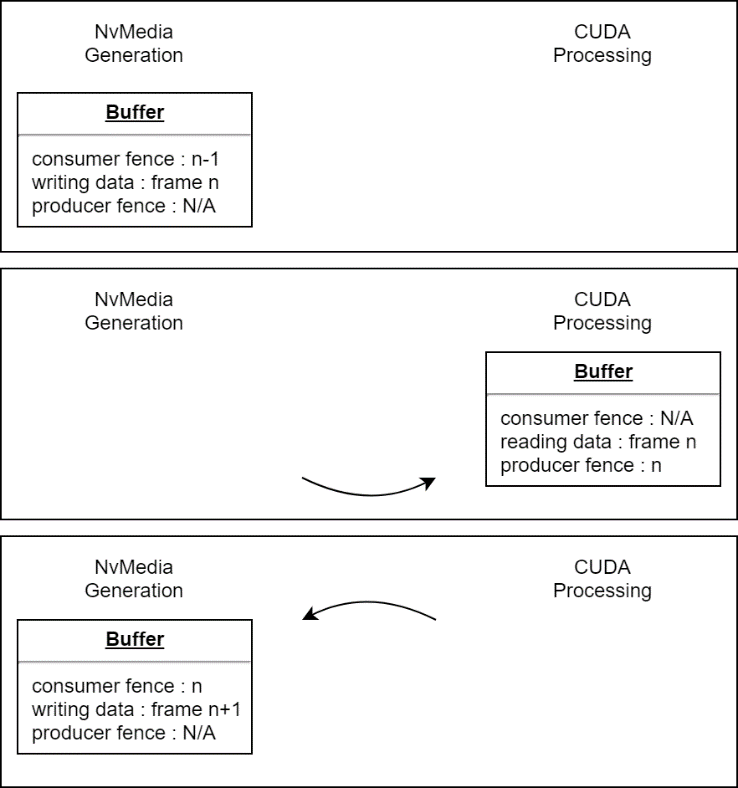 NvMedia
Generation
CUDA
Processing
Buffer
consumer fence : n-1
writing data : frame n
producer fence : N/A
NvMedia
Generation
CUDA
Processing
Buffer
consumer fence : N/A
reading data : frame n
producer fence : n
NvMedia
Generation
CUDA
Processing
Buffer
consumer fence : n
writing data : frame n+1
producer fence : N/A